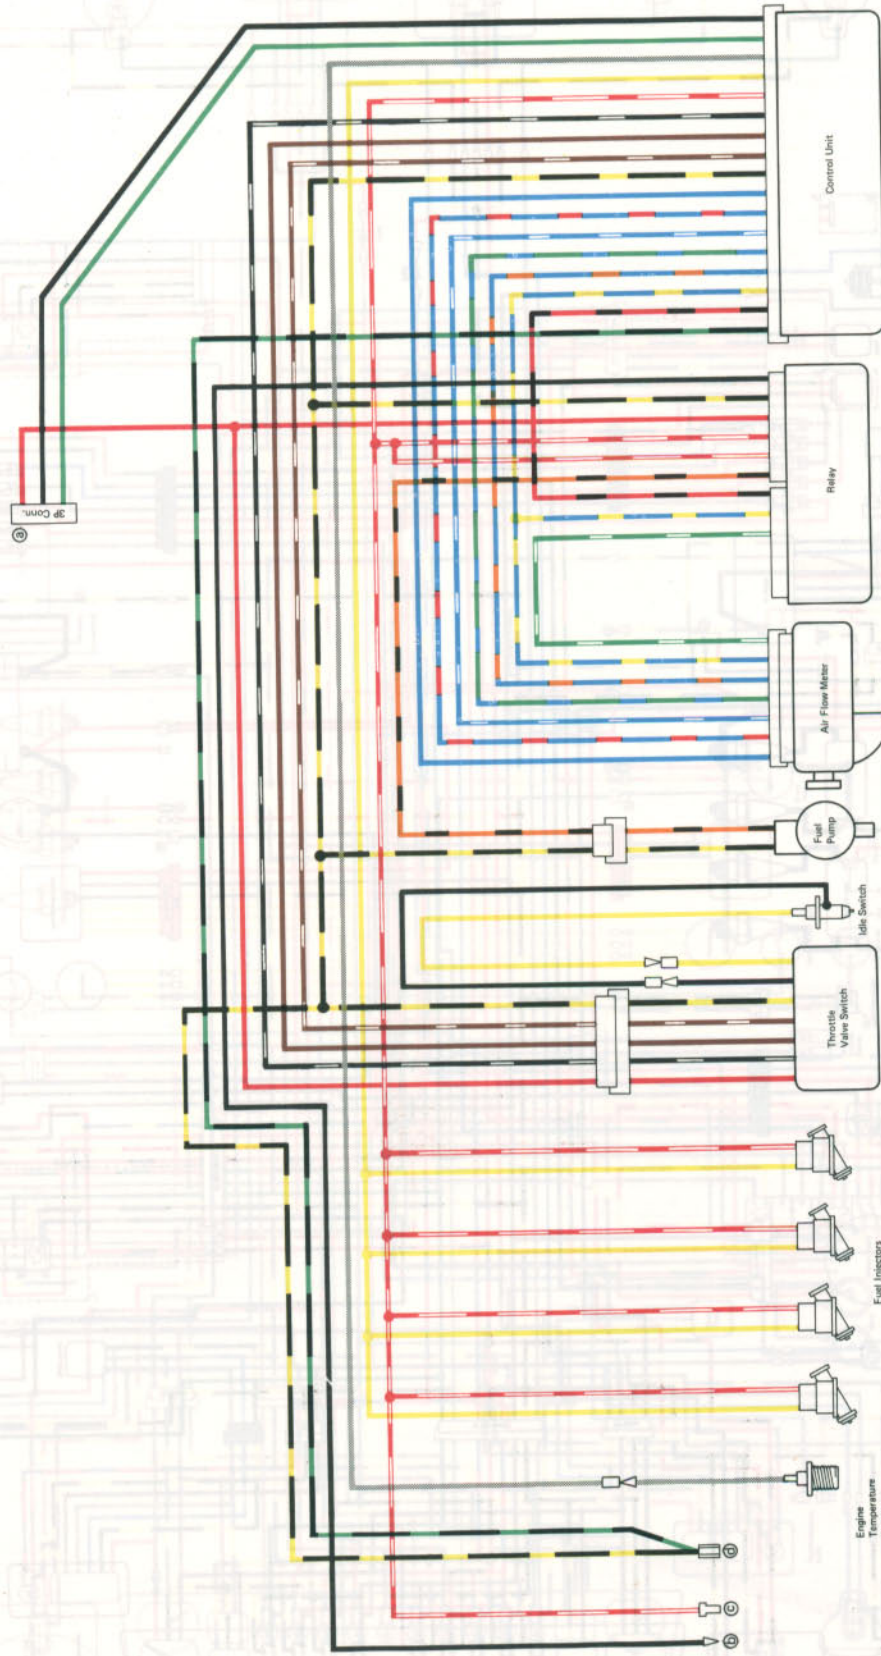 Control Unit
Relay
ⓐ
3P Conn.
Air Flow Meter
Fuel
Pump
Idle Switch
Throttle
Valve Switch
Fuel Injectors
Engine
Temperature
ⓓ
ⓒ
ⓑ